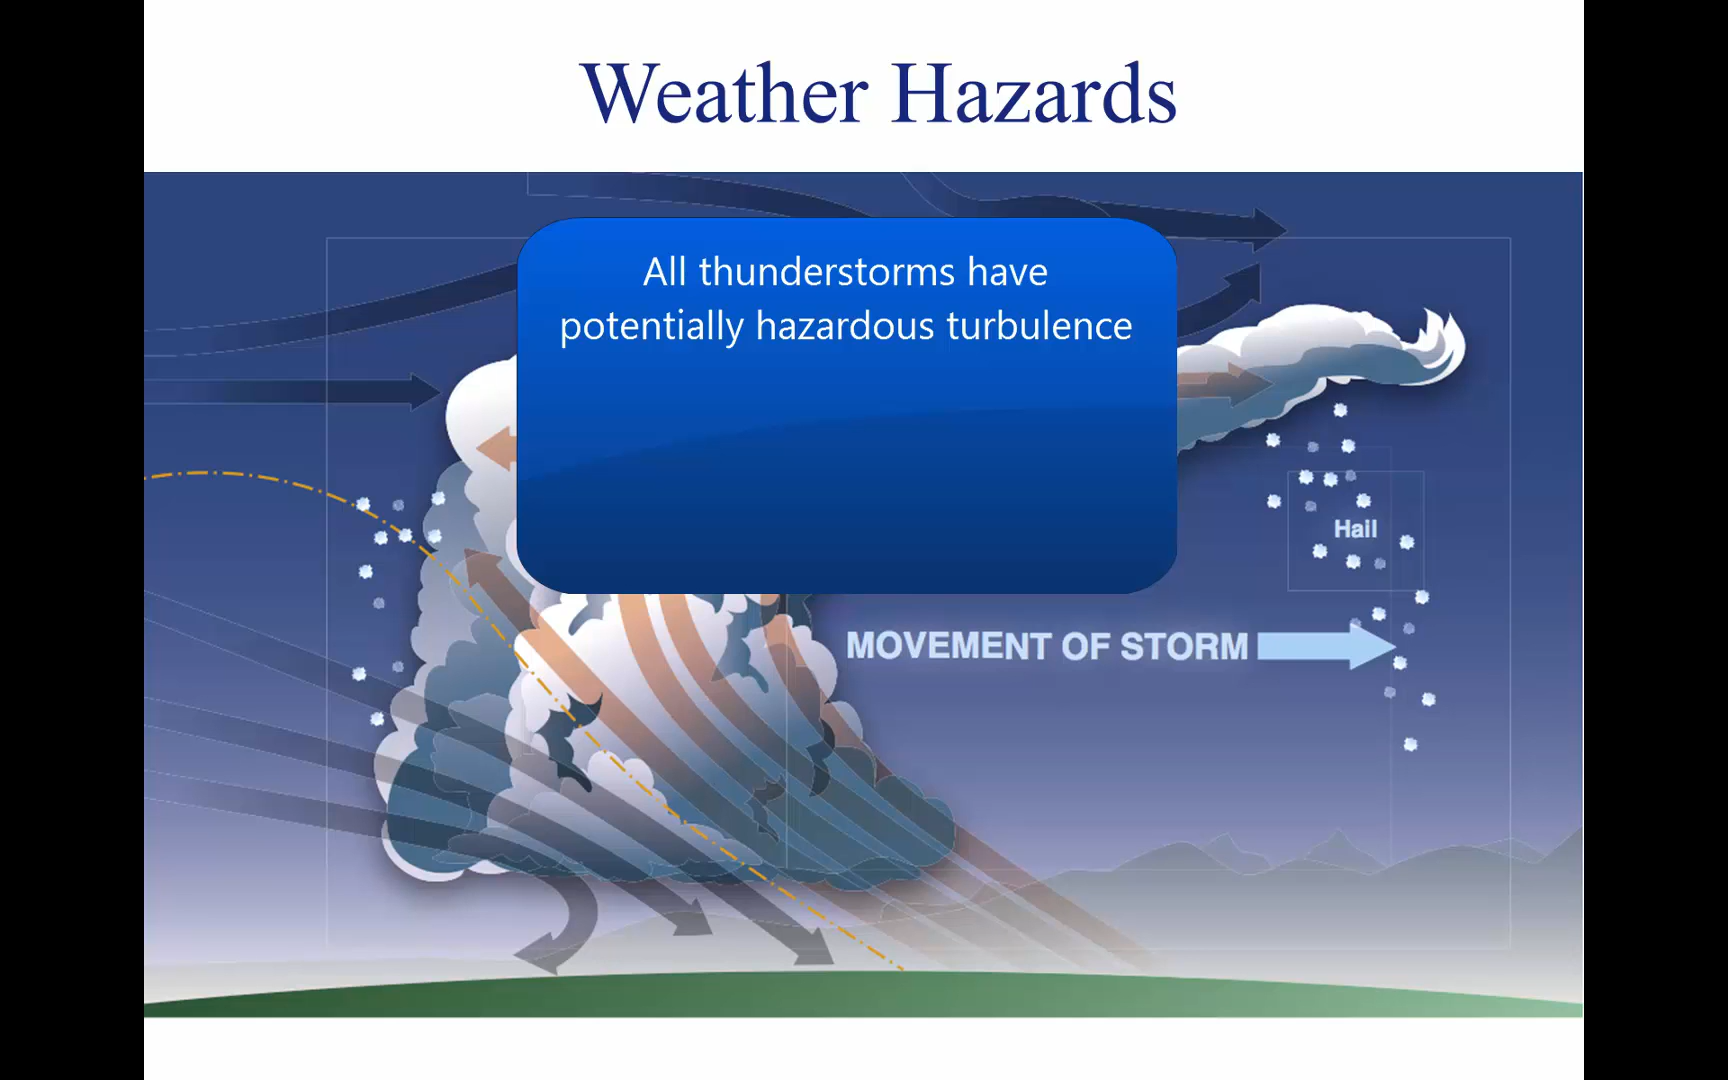 Weather Hazards
All thunderstorms have
potentially hazardous turbulence
Hail
MOVEMENT OF STORM